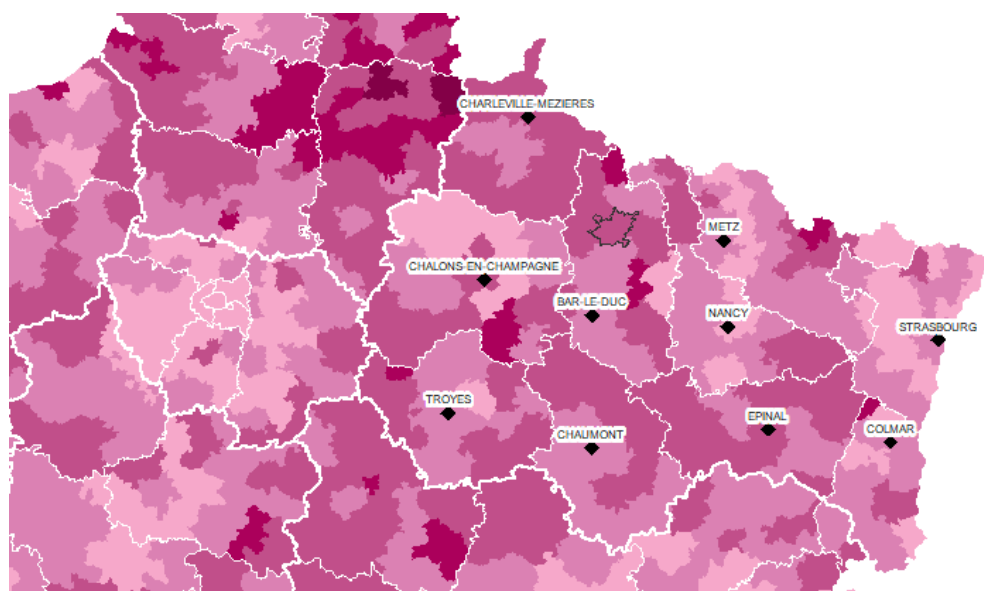 CHARLEVILLE-MEZIERES
METZ
CHALONS-EN-CHAMPAGNE
BAR-LE-DUC
NANCY
STRASBOURG
TROYES
EPINAL
CHAUMONT
COLMAR